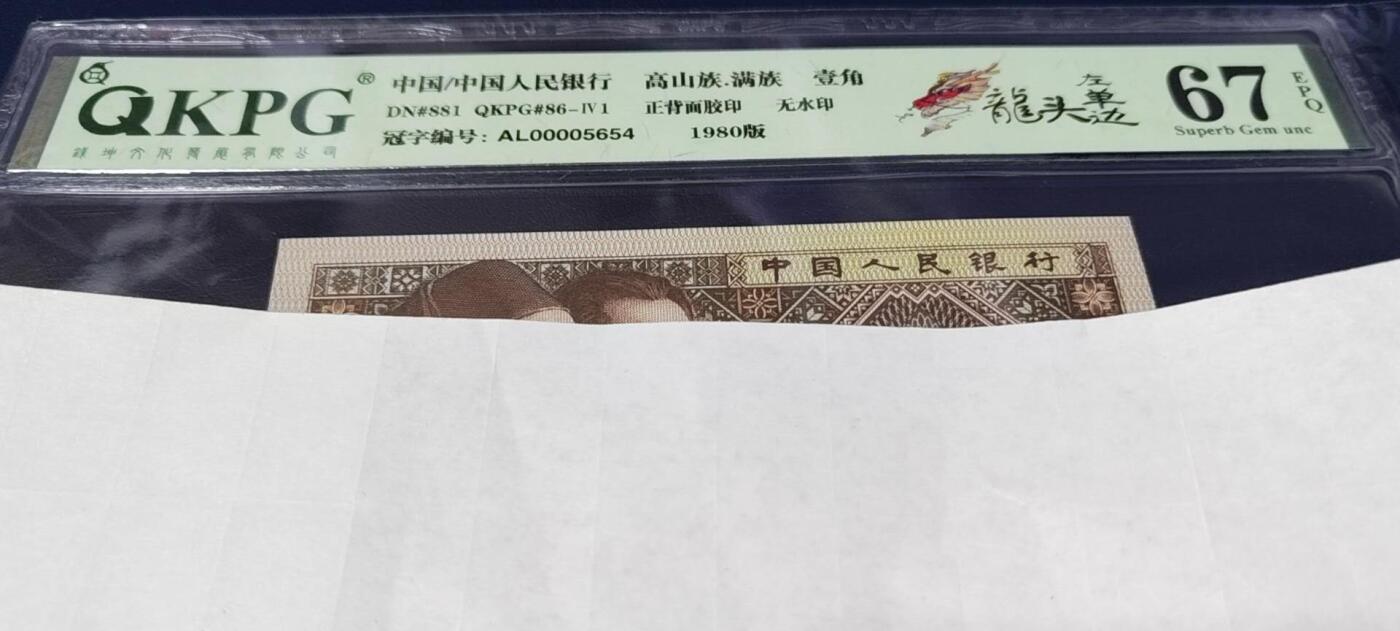 QKPG®
中国/中国人民银行 高山族.满族 壹角
DN#881 QKPG#86-IV1 正背面胶印 无水印
冠字编号: AL00005654 1980版
龍头 左单边
67 EPQ
Superb Gem unc
中国人民银行